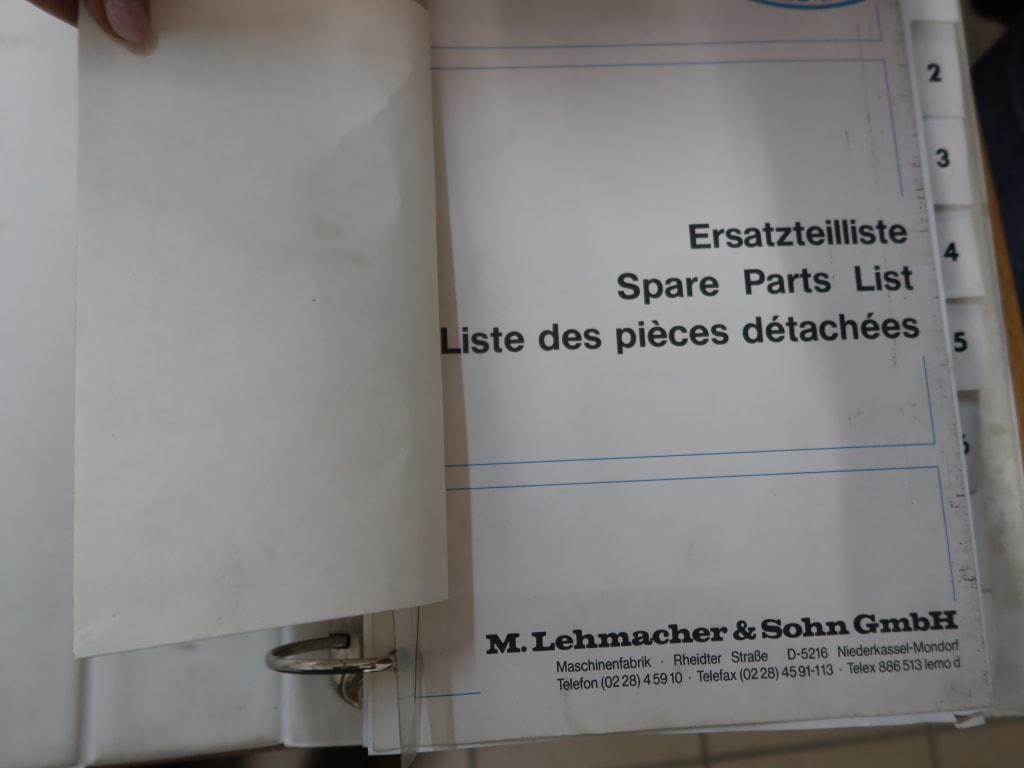 Ersatzteilliste
Spare Parts List
Liste des pièces détachées
M. Lehmacher & Sohn GmbH
Maschinenfabrik · Rheidter Straße D-5216 Niederkassel-Mondorf
Telefon (02 28) 4 59 10 · Telefax (02 28) 45 91-113 · Telex 886 513 lemo d
2
3
4
5
6